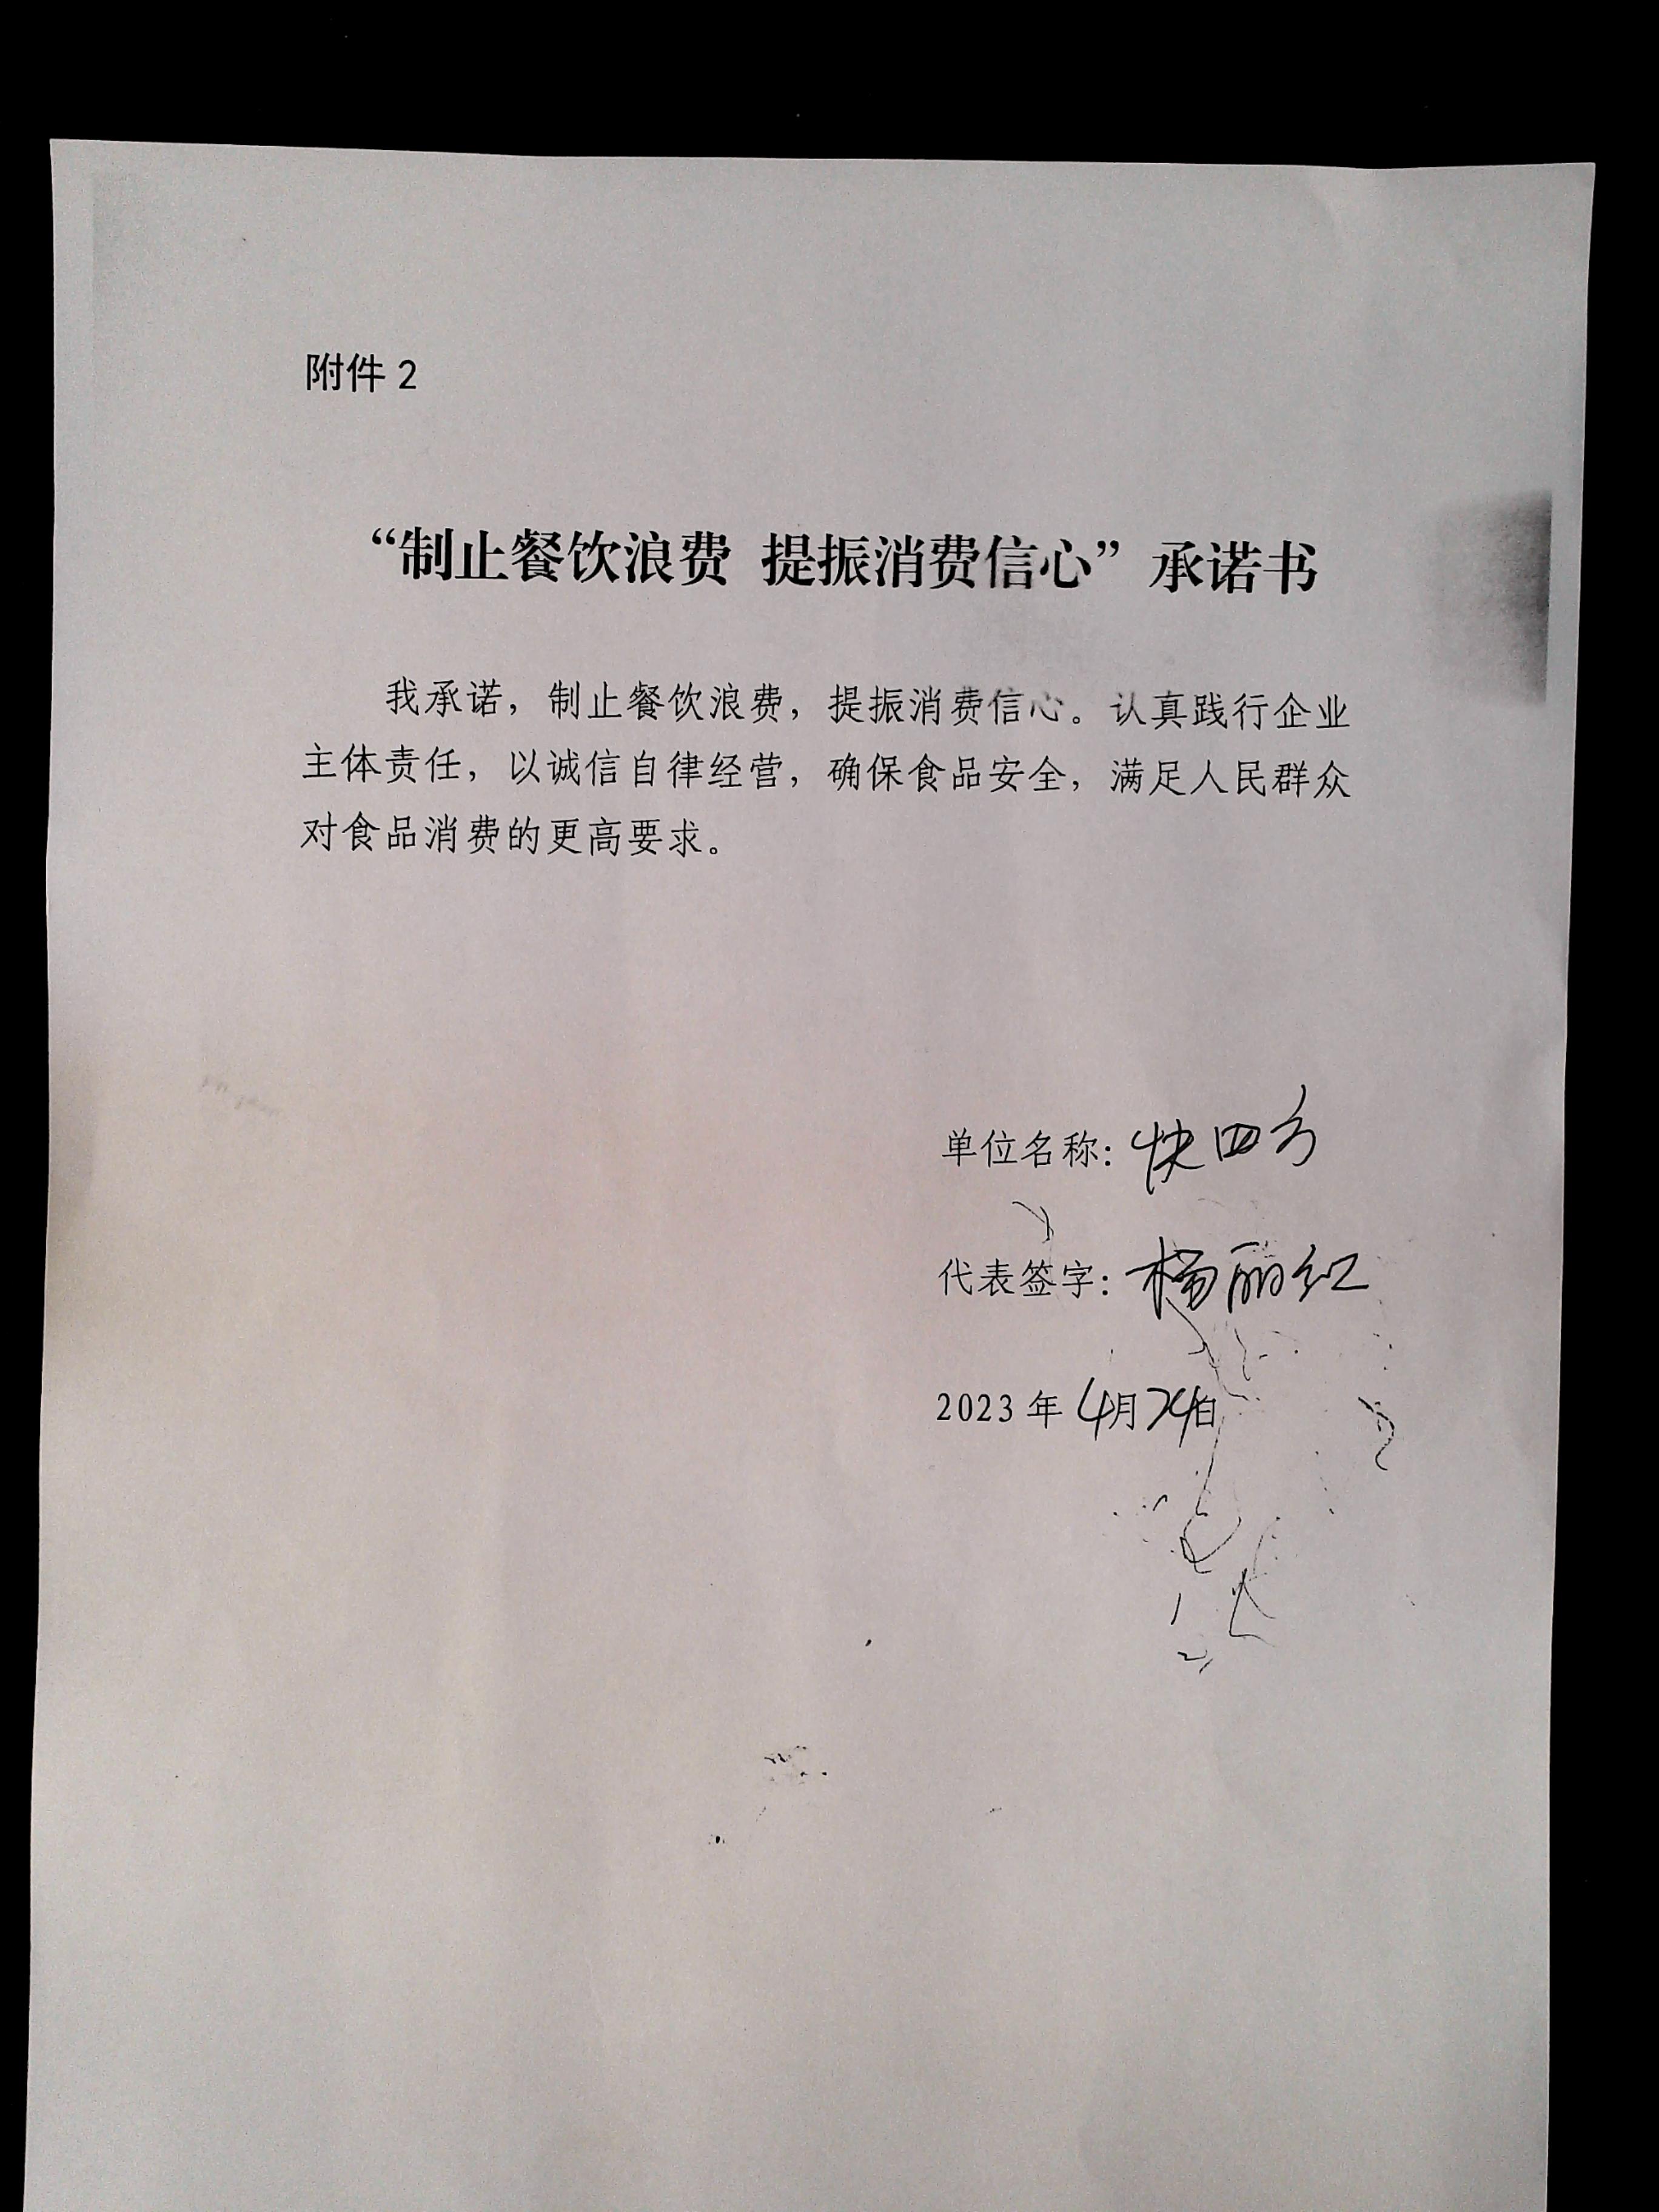 附件 2
“制止餐饮浪费 提振消费信心”承诺书
我承诺，制止餐饮浪费，提振消费信心。认真践行企业
主体责任，以诚信自律经营，确保食品安全，满足人民群众
对食品消费的更高要求。
单位名称：快四方
代表签字：杨丽红
2023 年 4月24日